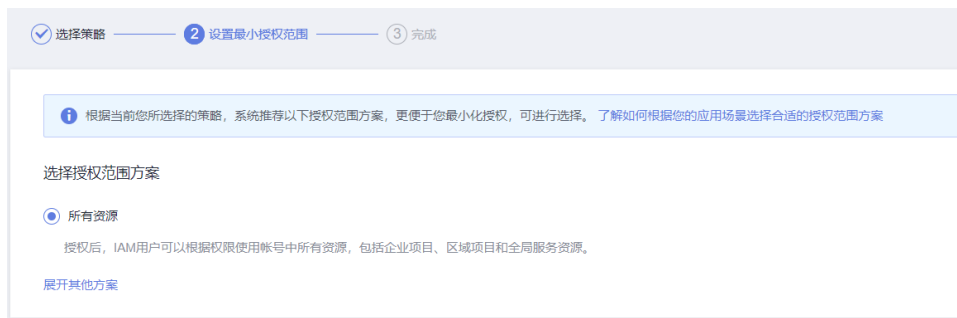 选择策略 2 设置最小授权范围 3 完成
根据当前您所选择的策略，系统推荐以下授权范围方案，更便于您最小化授权，可进行选择。 了解如何根据您的应用场景选择合适的授权范围方案
选择授权范围方案
所有资源
授权后，IAM用户可以根据权限使用帐号中所有资源，包括企业项目、区域项目和全局服务资源。
展开其他方案